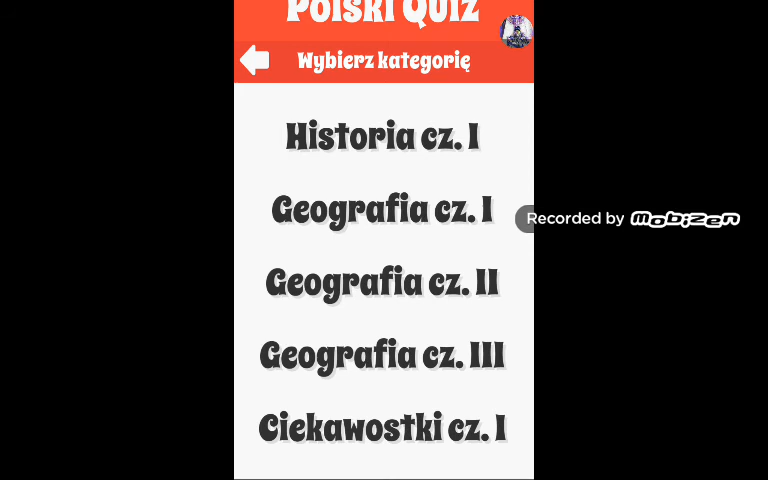 Polski Quiz
Wybierz kategorię
Historia cz. I
Geografia cz. I
Recorded by mobizen
Geografia cz. II
Geografia cz. III
Ciekawostki cz. I